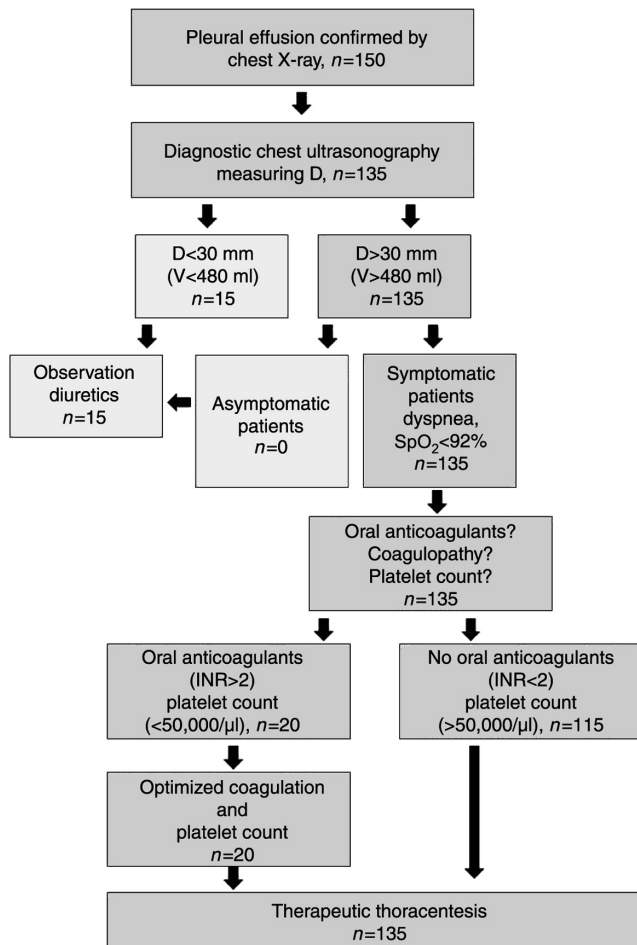 Pleural effusion confirmed by
chest X-ray, n=150
Diagnostic chest ultrasonography
measuring D, n=135
D<30 mm
(V<480 ml)
n=15
D>30 mm
(V>480 ml)
n=135
Observation
diuretics
n=15
Asymptomatic
patients
n=0
Symptomatic
patients
dyspnea,
SpO₂<92%
n=135
Oral anticoagulants?
Coagulopathy?
Platelet count?
n=135
Oral anticoagulants
(INR>2)
platelet count
(<50,000/µl), n=20
No oral anticoagulants
(INR<2)
platelet count
(>50,000/µl), n=115
Optimized coagulation
and
platelet count
n=20
Therapeutic thoracentesis
n=135